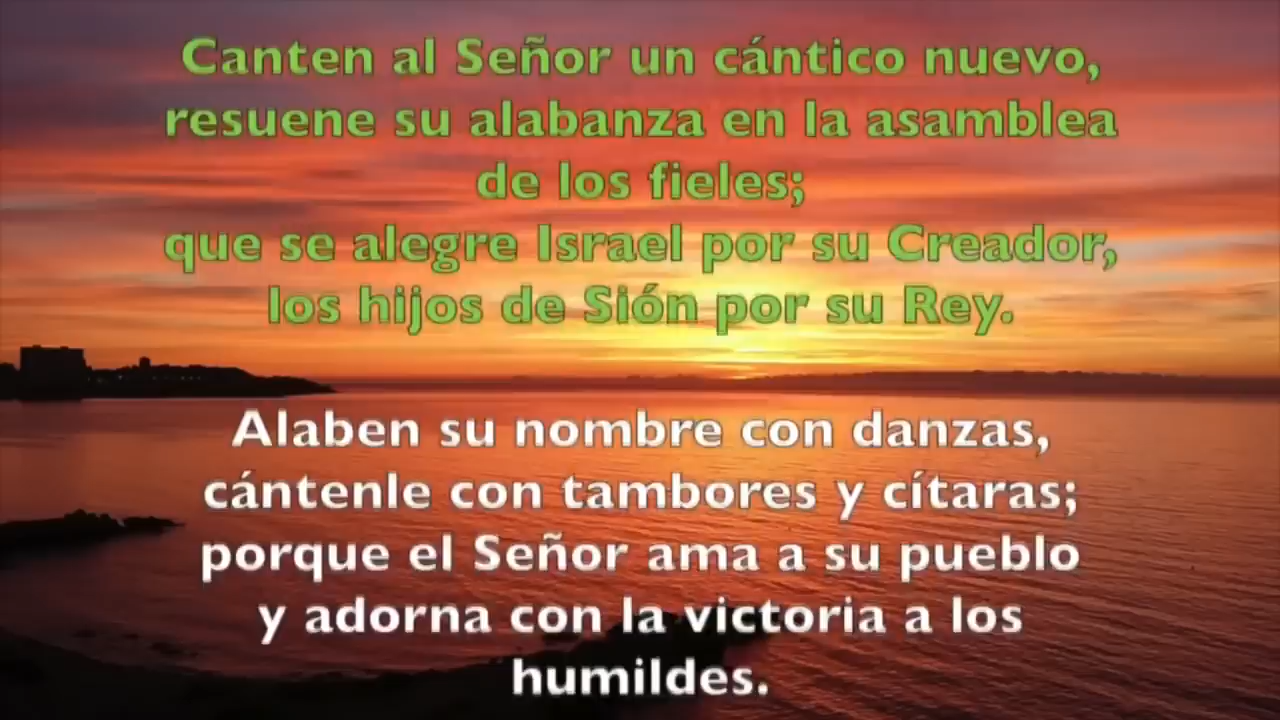 Canten al Señor un cántico nuevo,
resuene su alabanza en la asamblea
de los fieles;
que se alegre Israel por su Creador,
los hijos de Sión por su Rey.
Alaben su nombre con danzas,
cántenle con tambores y cítaras;
porque el Señor ama a su pueblo
y adorna con la victoria a los
humildes.